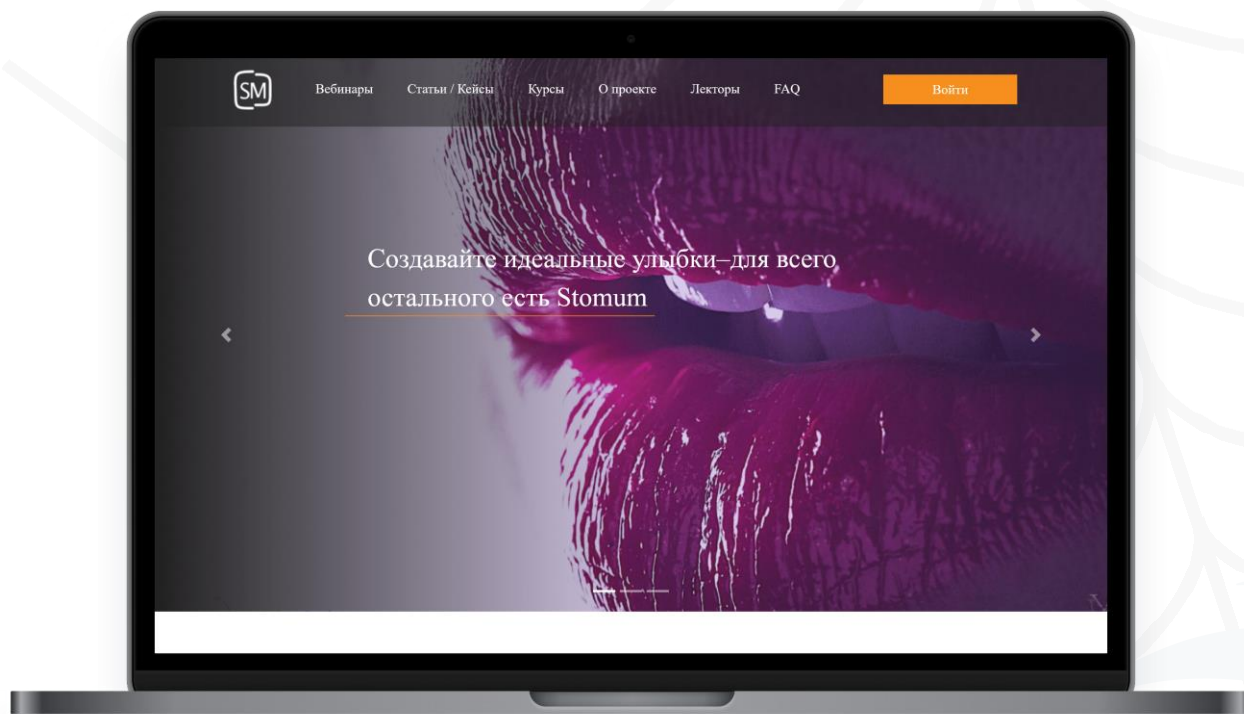 SM
Вебинары
Статьи / Кейсы
Курсы
О проекте
Лекторы
FAQ
Войти
Создавайте идеальные улыбки–для всего
остального есть Stomum